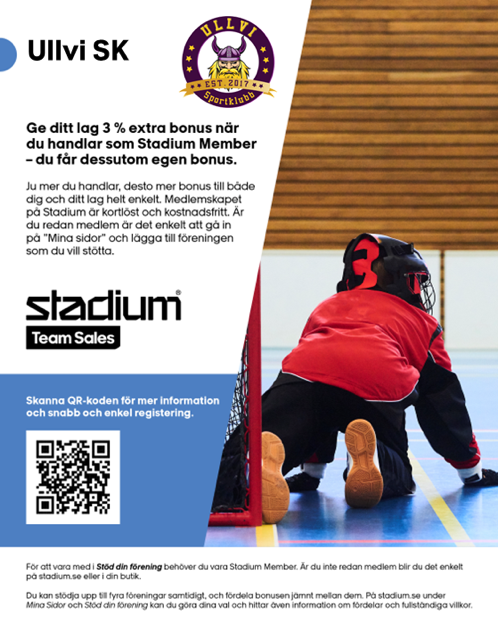 Ullvi SK
ULLVI
EST. 2017
Sportklubb
Ge ditt lag 3 % extra bonus när
du handlar som Stadium Member
– du får dessutom egen bonus.
Ju mer du handlar, desto mer bonus till både
dig och ditt lag helt enkelt. Medlemskapet
på Stadium är kortlöst och kostnadsfritt. Är
du redan medlem är det enkelt att gå in
på ”Mina sidor” och lägga till föreningen
som du vill stötta.
stadium®
Team Sales
3
Skanna QR-koden för mer information
och snabb och enkel registering.
För att vara med i Stöd din förening behöver du vara Stadium Member. Är du inte redan medlem blir du det enkelt
på stadium.se eller i din butik.
Du kan stödja upp till fyra föreningar samtidigt, och fördela bonusen jämnt mellan dem. På stadium.se under
Mina Sidor och Stöd din förening kan du göra dina val och hittar även information om fördelar och fullständiga villkor.